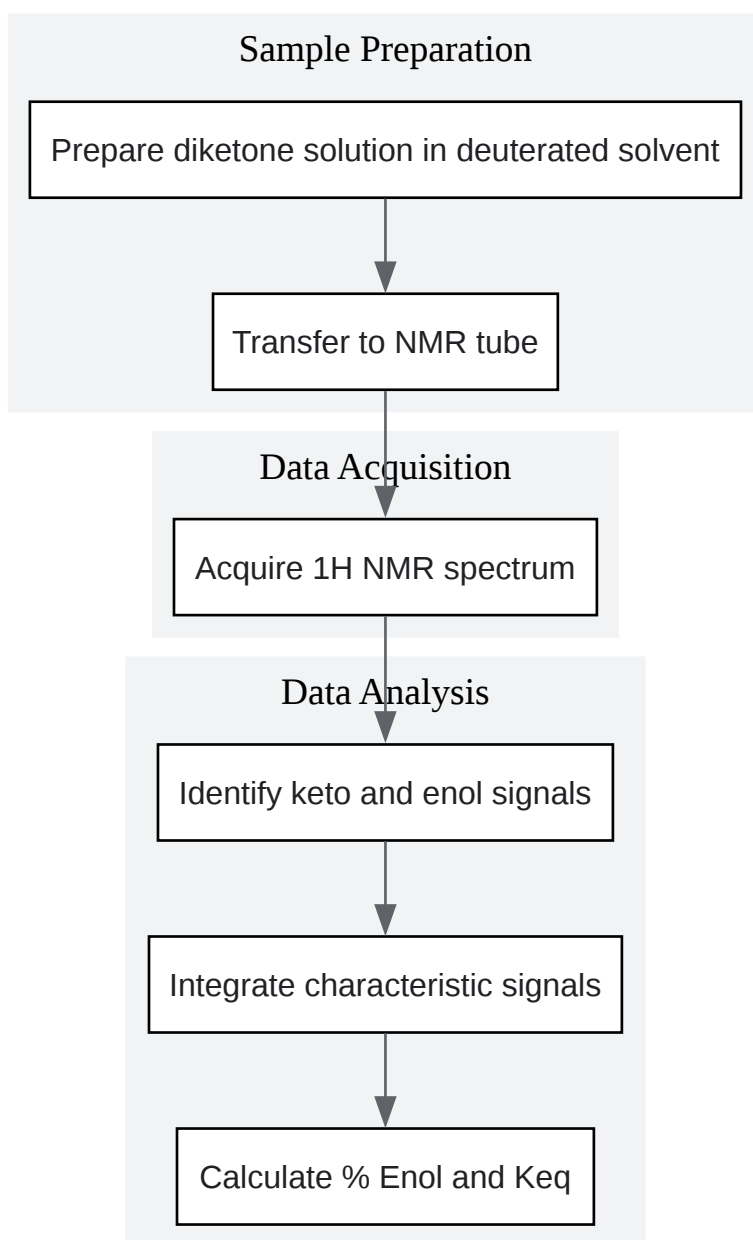 Sample Preparation
Prepare diketone solution in deuterated solvent
Transfer to NMR tube
Data Acquisition
Acquire 1H NMR spectrum
Data Analysis
Identify keto and enol signals
Integrate characteristic signals
Calculate % Enol and Keq